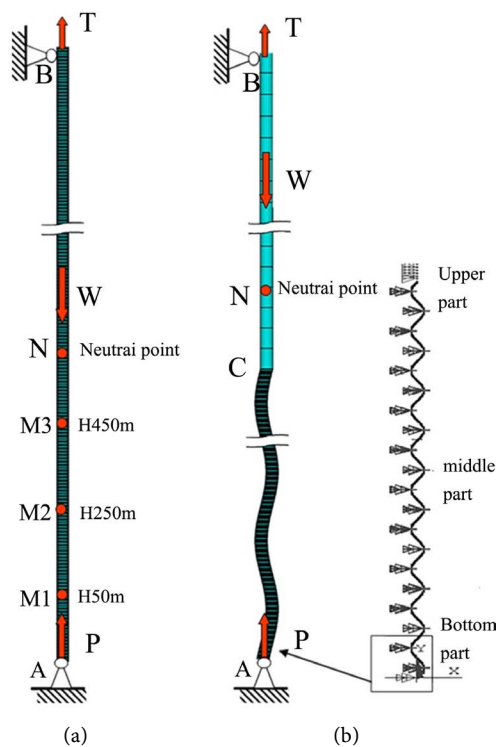 T
B
W
N Neutrai point
M3 H450m
M2 H250m
M1 H50m
P
A
(a)
T
B
W
N Neutrai point
C
P
A
(b)
Upper
part
middle
part
Bottom
part
Y
X